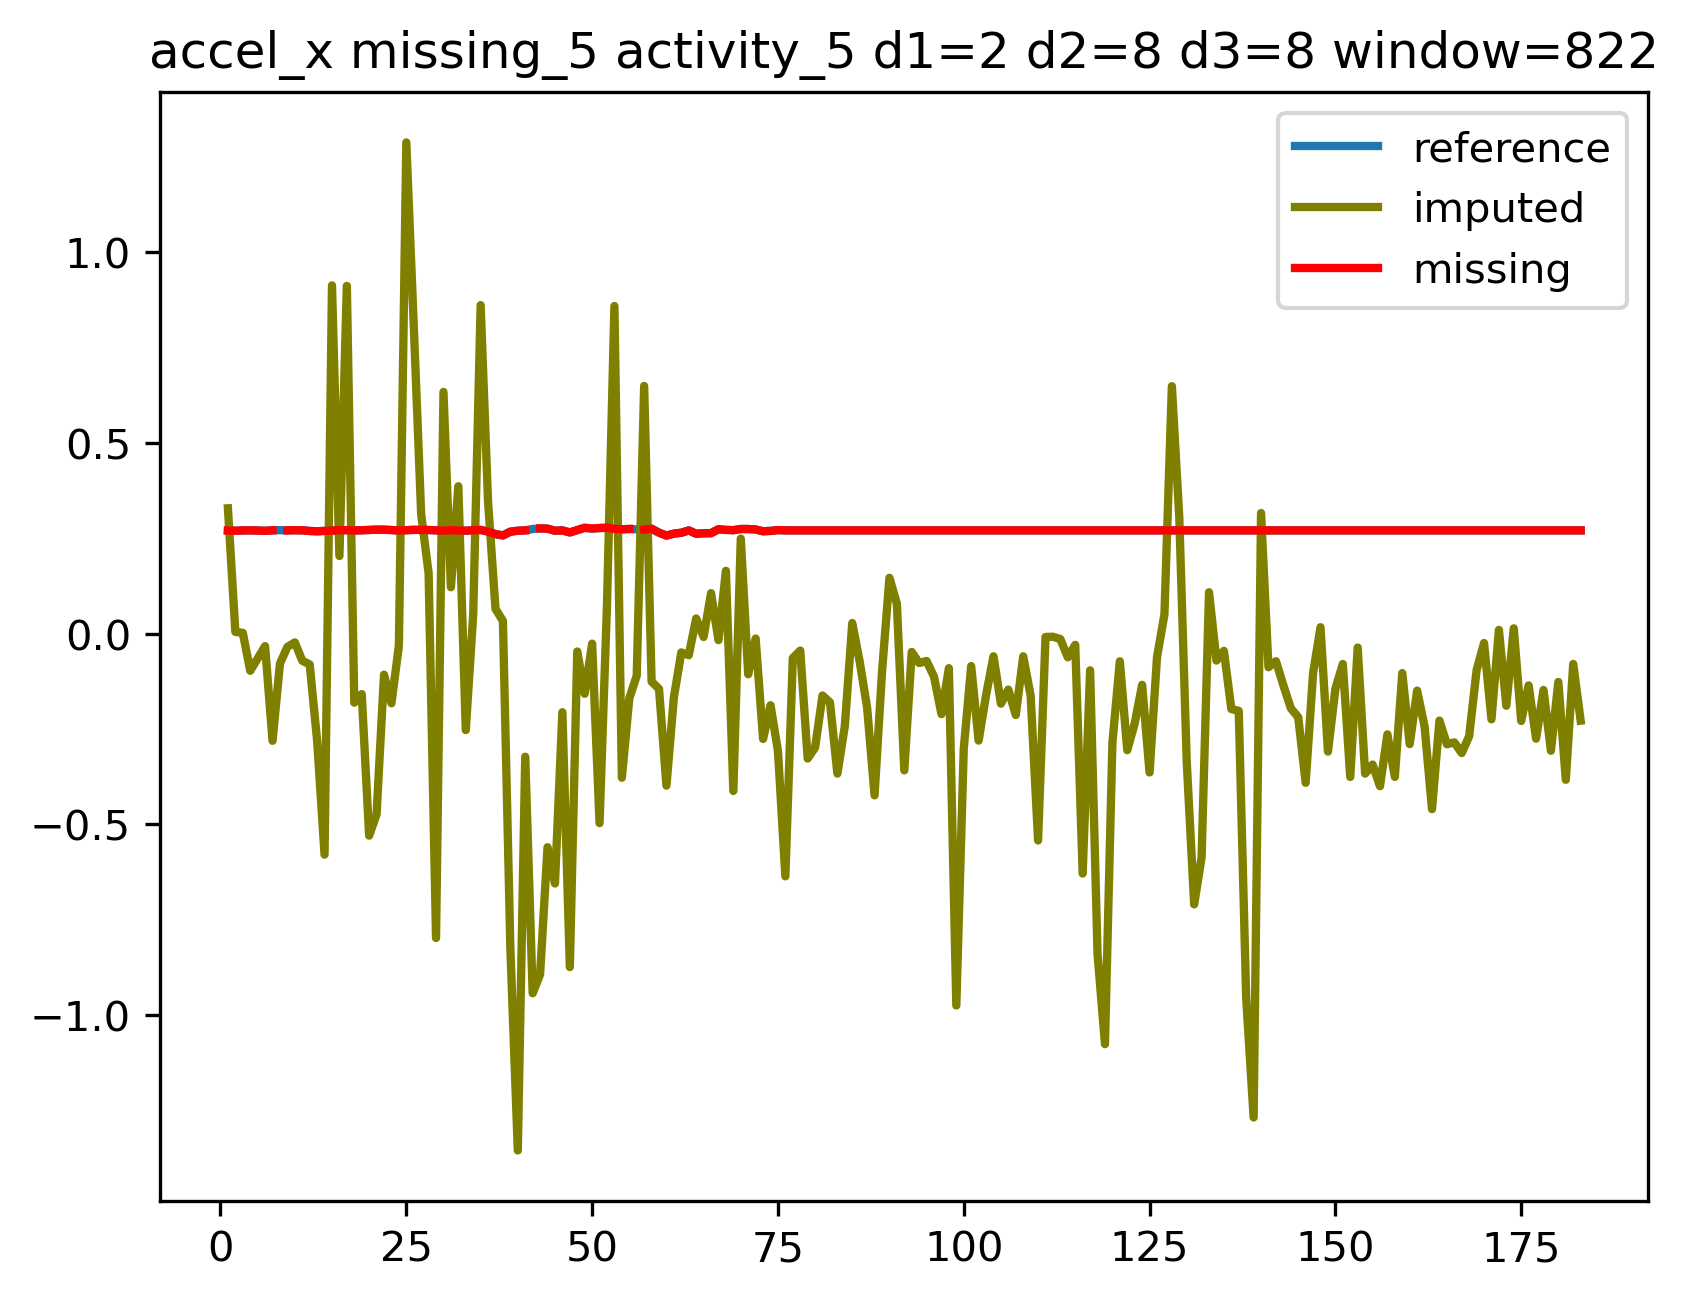 accel_x missing_5 activity_5 d1=2 d2=8 d3=8 window=822
reference
imputed
missing
1.0
0.5
0.0
−0.5
−1.0
0 25 50 75 100 125 150 175